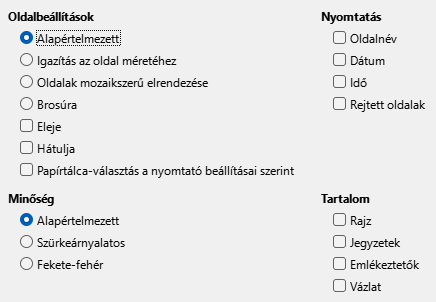 Oldalbeállítások
Alapértelmezett
Igazítás az oldal méretéhez
Oldalak mozaikszerű elrendezése
Brosúra
Eleje
Hátulja
Papírtálca-választás a nyomtató beállításai szerint
Nyomtatás
Oldalnév
Dátum
Idő
Rejtett oldalak
Minőség
Alapértelmezett
Szürkeárnyalatos
Fekete-fehér
Tartalom
Rajz
Jegyzetek
Emlékeztetők
Vázlat